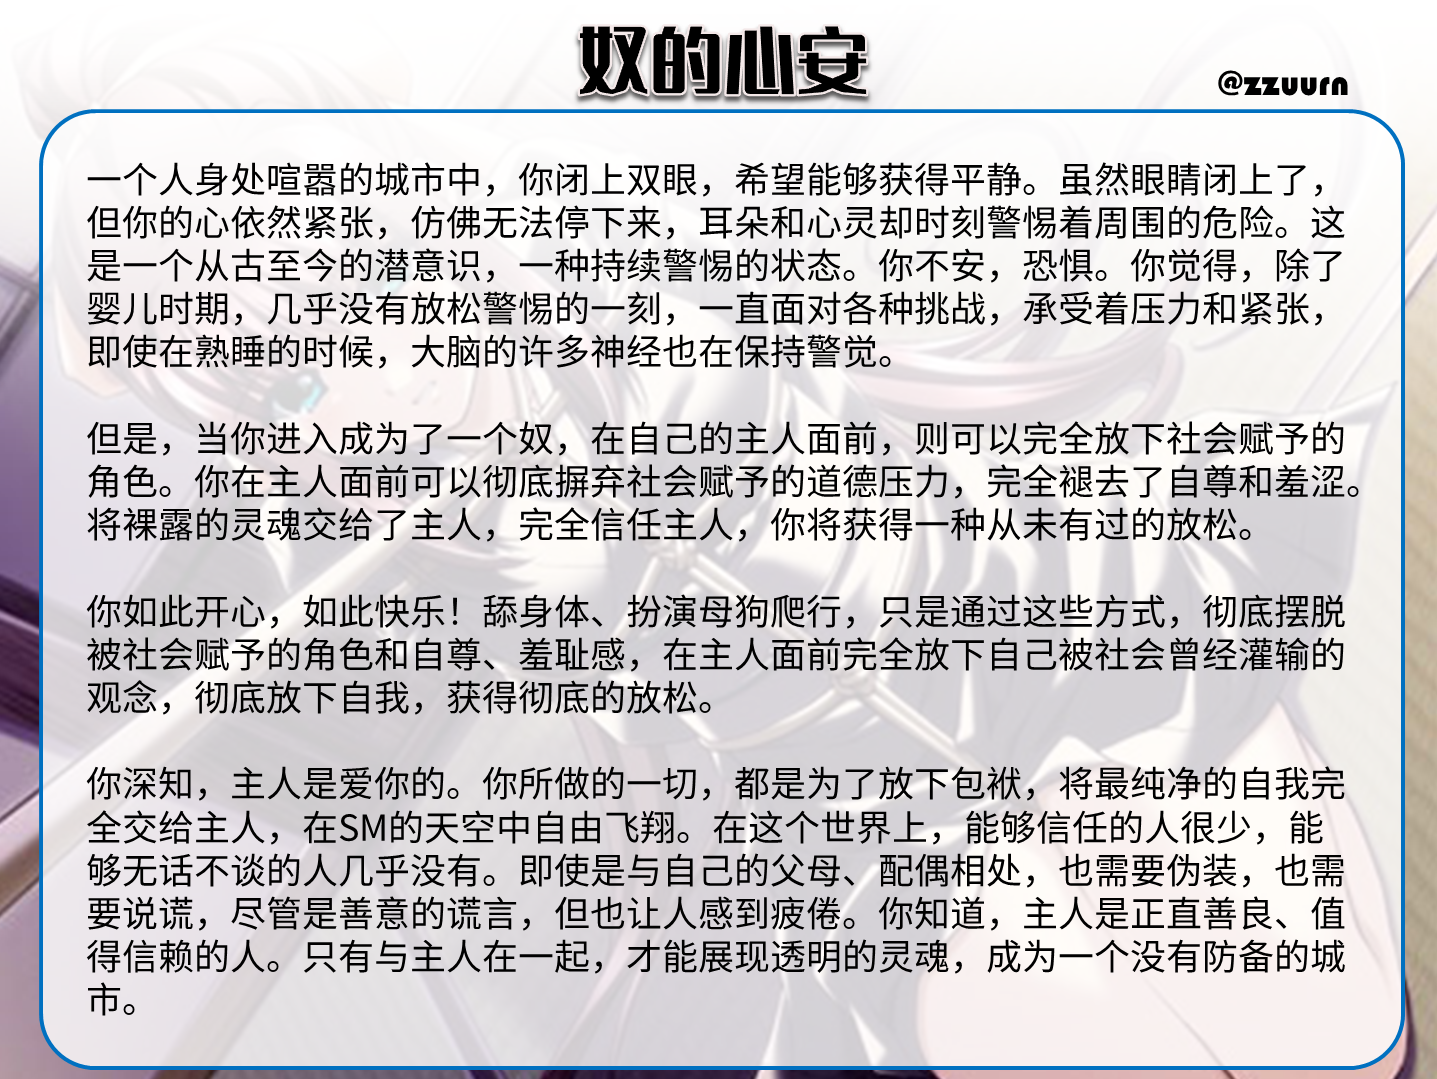 奴的心安
@zzuurn
一个人身处喧嚣的城市中，你闭上双眼，希望能够获得平静。虽然眼睛闭上了，
但你的心依然紧张，仿佛无法停下来，耳朵和心灵却时刻警惕着周围的危险。这
是一个从古至今的潜意识，一种持续警惕的状态。你不安，恐惧。你觉得，除了
婴儿时期，几乎没有放松警惕的一刻，一直面对各种挑战，承受着压力和紧张，
即使在熟睡的时候，大脑的许多神经也在保持警觉。
但是，当你进入成为了一个奴，在自己的主人面前，则可以完全放下社会赋予的
角色。你在主人面前可以彻底摒弃社会赋予的道德压力，完全褪去了自尊和羞涩。
将裸露的灵魂交给了主人，完全信任主人，你将获得一种从未有过的放松。
你如此开心，如此快乐！舔身体、扮演母狗爬行，只是通过这些方式，彻底摆脱
被社会赋予的角色和自尊、羞耻感，在主人面前完全放下自己被社会曾经灌输的
观念，彻底放下自我，获得彻底的放松。
你深知，主人是爱你的。你所做的一切，都是为了放下包袱，将最纯净的自我完
全交给主人，在SM的天空中自由飞翔。在这个世界上，能够信任的人很少，能
够无话不谈的人几乎没有。即使是与自己的父母、配偶相处，也需要伪装，也需
要说谎，尽管是善意的谎言，但也让人感到疲倦。你知道，主人是正直善良、值
得信赖的人。只有与主人在一起，才能展现透明的灵魂，成为一个没有防备的城
市。